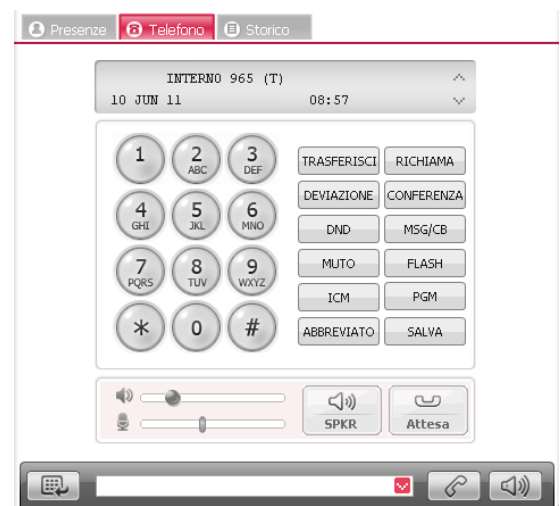 Presenze Telefono Storico
INTERNO 965 (T)
10 JUN 11 08:57
1 2 3 TRASFERISCI RICHIAMA
ABC DEF
DEVIAZIONE CONFERENZA
4 5 6
GHI JKL MNO DND MSG/CB
7 8 9 MUTO FLASH
PQRS TUV WXYZ
ICM PGM
* 0 # ABBREVIATO SALVA
SPKR Attesa